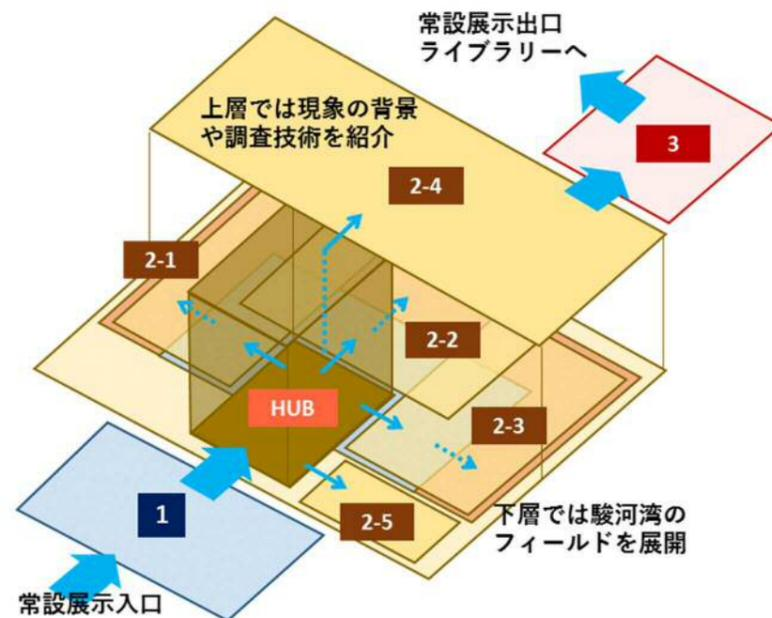 常設展示出口
ライブラリーへ
上層では現象の背景
や調査技術を紹介
3
2-4
2-1
2-2
HUB
2-3
1
2-5
下層では駿河湾の
フィールドを展開
常設展示入口